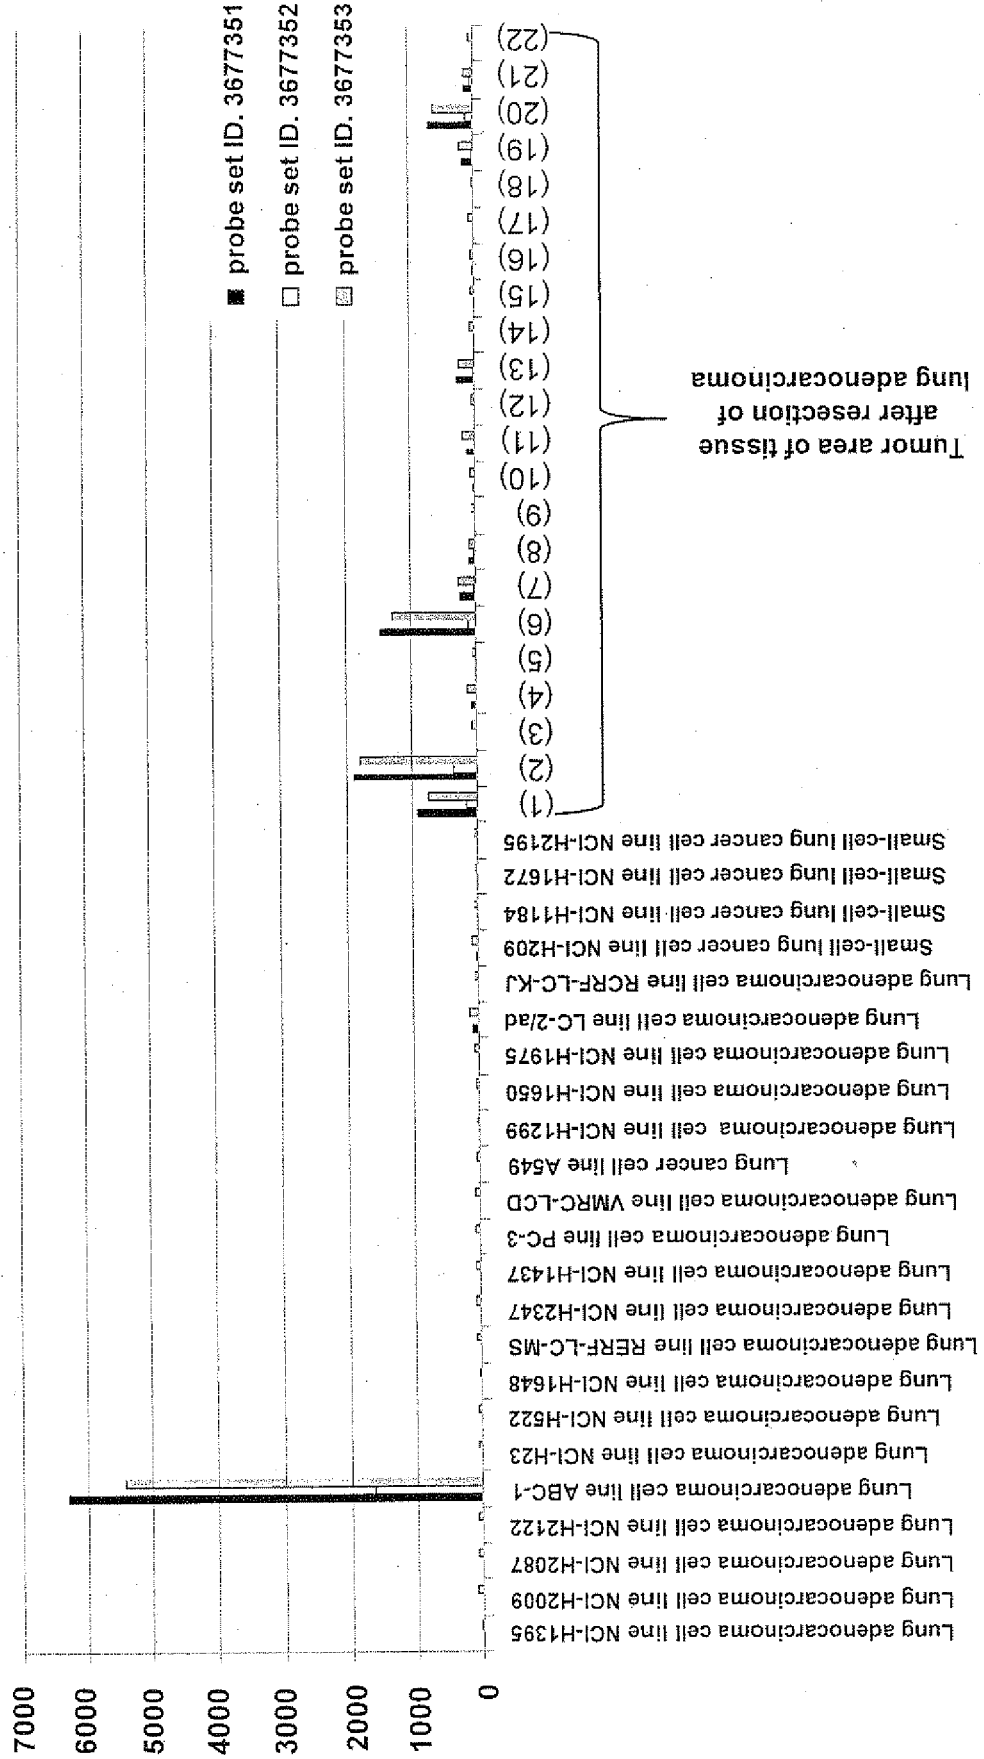 7000
6000
5000
4000
3000
2000
1000
0
probe set ID. 3677351
probe set ID. 3677352
probe set ID. 3677353
Lung adenocarcinoma cell line NCI-H1395
Lung adenocarcinoma cell line NCI-H2009
Lung adenocarcinoma cell line NCI-H2087
Lung adenocarcinoma cell line NCI-H2122
Lung adenocarcinoma cell line ABC-1
Lung adenocarcinoma cell line NCI-H23
Lung adenocarcinoma cell line NCI-H522
Lung adenocarcinoma cell line NCI-H1648
Lung adenocarcinoma cell line RERF-LC-MS
Lung adenocarcinoma cell line NCI-H2347
Lung adenocarcinoma cell line NCI-H1437
Lung adenocarcinoma cell line PC-3
Lung adenocarcinoma cell line VMRC-LCD
Lung cancer cell line A549
Lung adenocarcinoma cell line NCI-H1299
Lung adenocarcinoma cell line NCI-H1650
Lung adenocarcinoma cell line NCI-H1975
Lung adenocarcinoma cell line LC-2/ad
Lung adenocarcinoma cell line RCRF-LC-KJ
Small-cell lung cancer cell line NCI-H209
Small-cell lung cancer cell line NCI-H1184
Small-cell lung cancer cell line NCI-H1672
Small-cell lung cancer cell line NCI-H2195
(1)
(2)
(3)
(4)
(5)
(6)
(7)
(8)
(9)
(10)
(11)
(12)
(13)
(14)
(15)
(16)
(17)
(18)
(19)
(20)
(21)
(22)
Tumor area of tissue
after resection of
lung adenocarcinoma